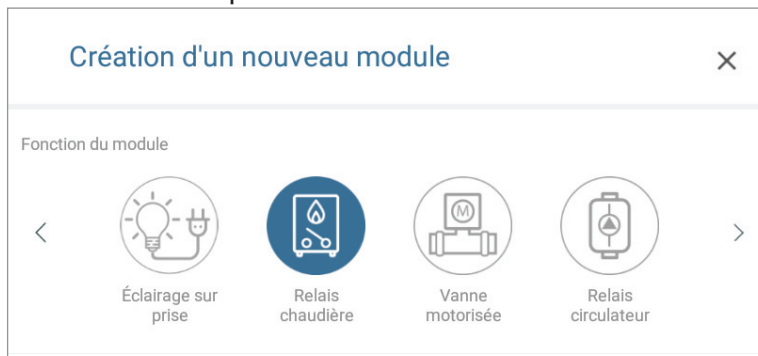 Création d'un nouveau module
Fonction du module
M
Éclairage sur
prise
Relais
chaudière
Vanne
motorisée
Relais
circulateur